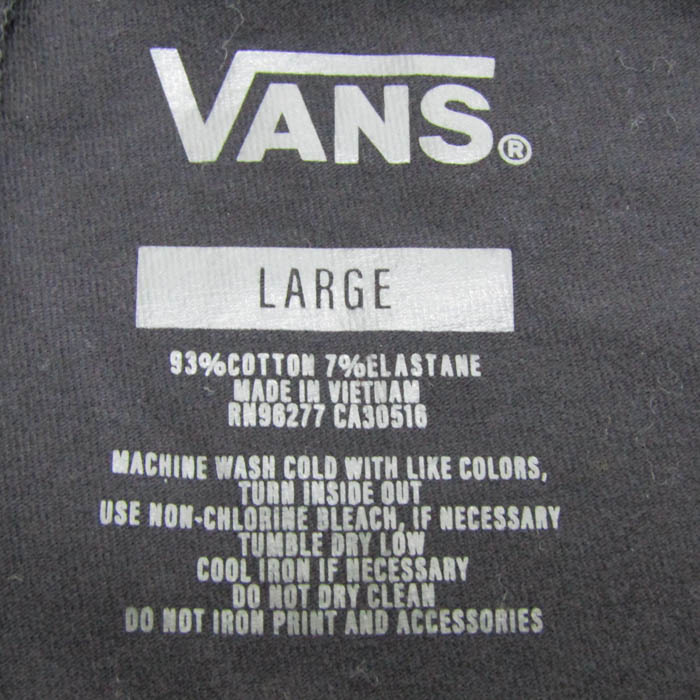 VANS®
LARGE
93%COTTON 7%ELASTANE
MADE IN VIETNAM
RN96277 CA30516
MACHINE WASH COLD WITH LIKE COLORS,
TURN INSIDE OUT
USE NON-CHLORINE BLEACH, IF NECESSARY
TUMBLE DRY LOW
COOL IRON IF NECESSARY
DO NOT DRY CLEAN
DO NOT IRON PRINT AND ACCESSORIES